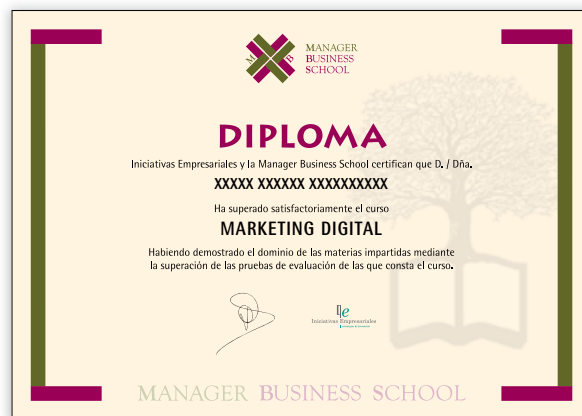 M B
MANAGER
BUSINESS
SCHOOL
DIPLOMA
Iniciativas Empresariales y la Manager Business School certifican que D. / Dña.
XXXXX XXXXXX XXXXXXXXXX
Ha superado satisfactoriamente el curso
MARKETING DIGITAL
Habiendo demostrado el dominio de las materias impartidas mediante
la superación de las pruebas de evaluación de las que consta el curso.
Ie
Iniciativas Empresariales
MANAGER BUSINESS SCHOOL